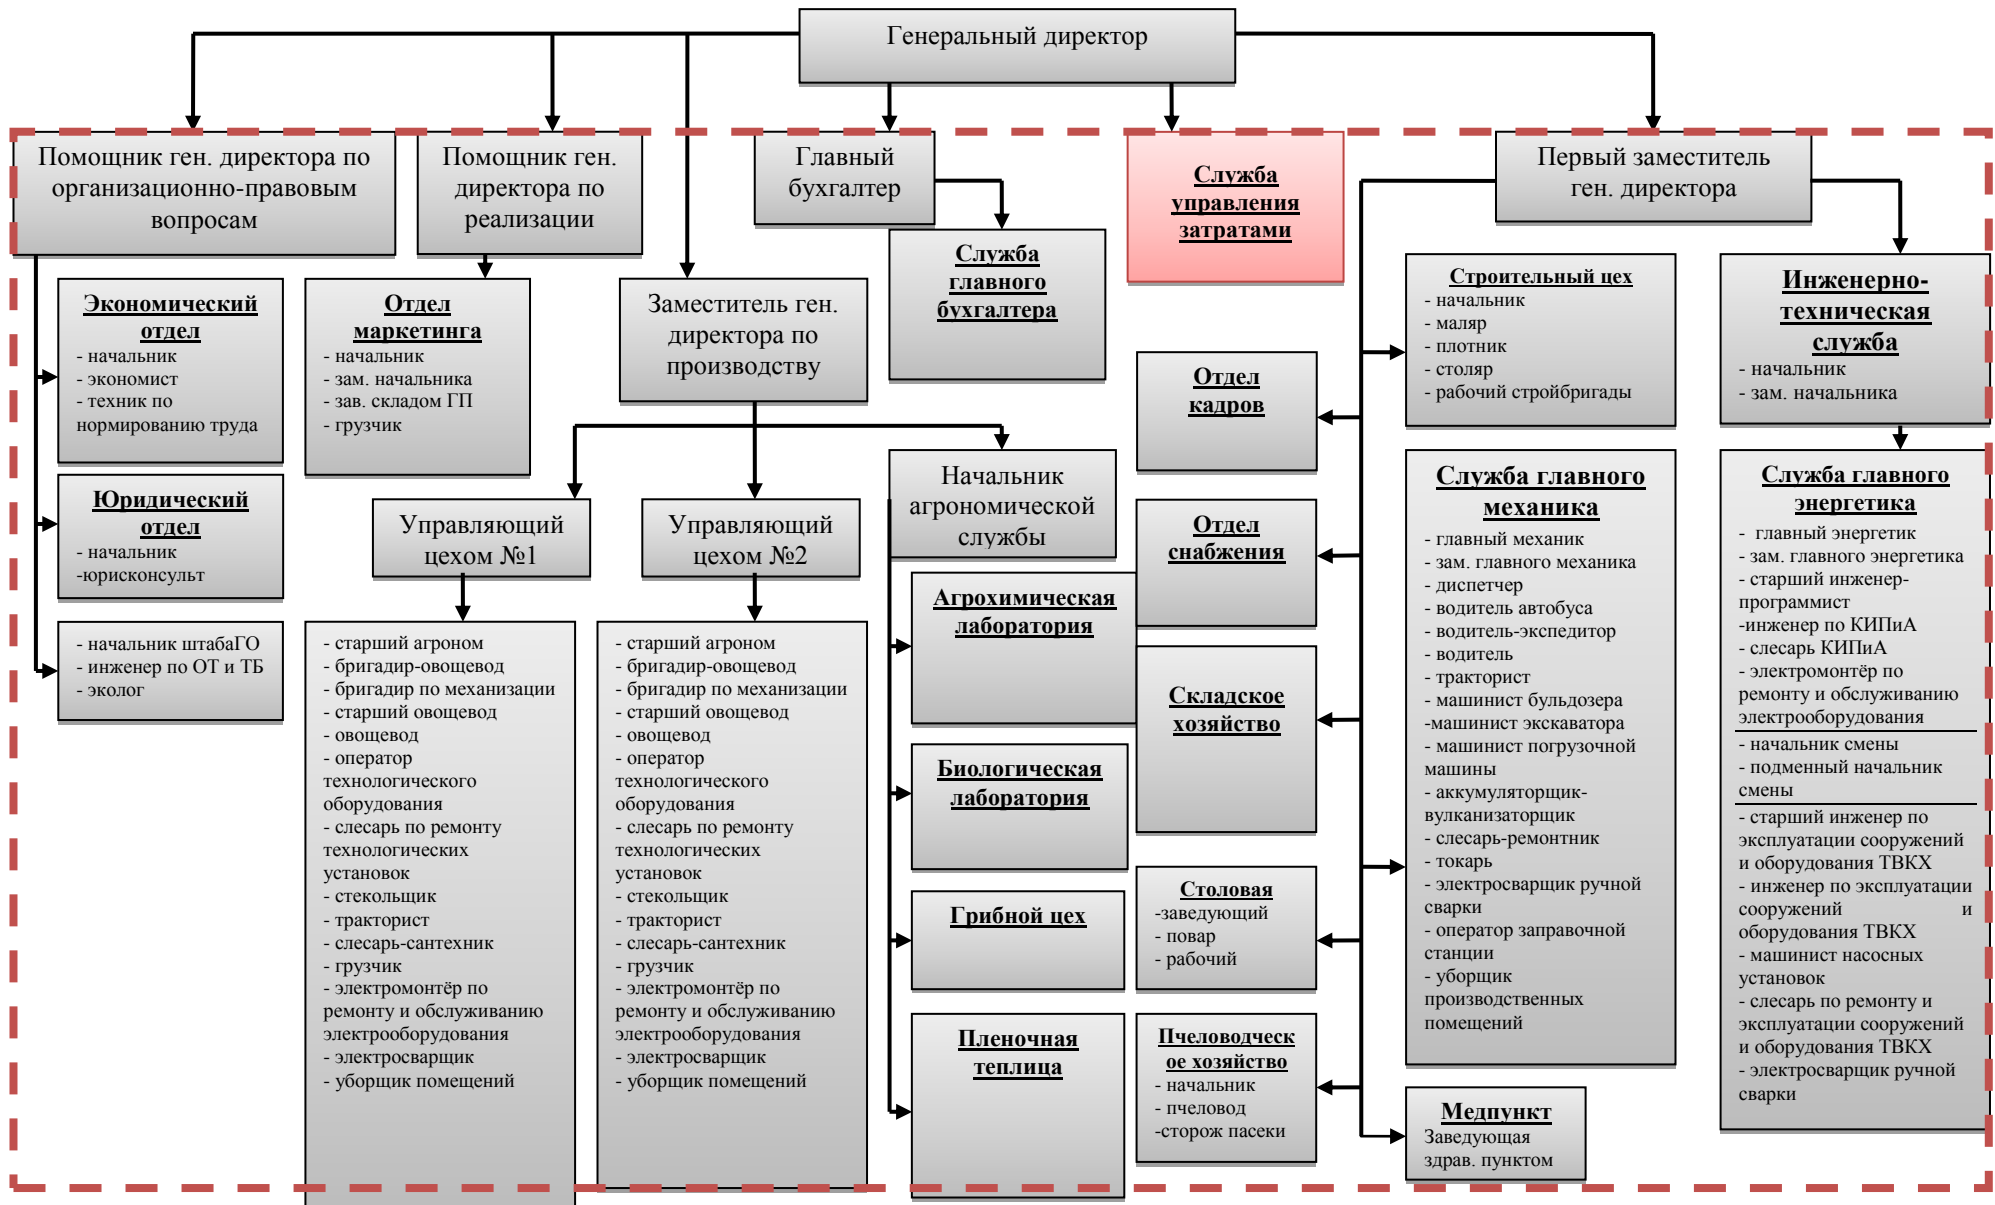 Генеральный директор
Помощник ген. директора по
организационно-правовым
вопросам
Помощник ген.
директора по
реализации
Главный
бухгалтер
Служба
управления
затратами
Первый заместитель
ген. директора
Служба
главного
бухгалтера
Экономический
отдел
- начальник
- экономист
- техник по
нормированию труда
Отдел
маркетинга
- начальник
- зам. начальника
- зав. складом ГП
- грузчик
Заместитель ген.
директора по
производству
Строительный цех
- начальник
- маляр
- плотник
- столяр
- рабочий стройбригады
Инженерно-
техническая
служба
- начальник
- зам. начальника
Отдел
кадров
Юридический
отдел
- начальник
-юрисконсульт
- начальник штабаГО
- инженер по ОТ и ТБ
- эколог
Управляющий
цехом №1
Управляющий
цехом №2
Начальник
агрономической
службы
Отдел
снабжения
- старший агроном
- бригадир-овощевод
- бригадир по механизации
- старший овощевод
- овощевод
- оператор
технологического
оборудования
- слесарь по ремонту
технологических
установок
- стекольщик
- тракторист
- слесарь-сантехник
- грузчик
- электромонтёр по
ремонту и обслуживанию
электрооборудования
- электросварщик
- уборщик помещений
- старший агроном
- бригадир-овощевод
- бригадир по механизации
- старший овощевод
- овощевод
- оператор
технологического
оборудования
- слесарь по ремонту
технологических
установок
- стекольщик
- тракторист
- слесарь-сантехник
- грузчик
- электромонтёр по
ремонту и обслуживанию
электрооборудования
- электросварщик
- уборщик помещений
Агрохимическая
лаборатория
Биологическая
лаборатория
Грибной цех
Пленочная
теплица
Складское
хозяйство
Столовая
-заведующий
- повар
- рабочий
Пчеловодческ
ое хозяйство
- начальник
- пчеловод
-сторож пасеки
Служба главного
механика
- главный механик
- зам. главного механика
- диспетчер
- водитель автобуса
- водитель-экспедитор
- водитель
- тракторист
- машинист бульдозера
-машинист экскаватора
- машинист погрузочной
машины
- аккумуляторщик-
вулканизаторщик
- слесарь-ремонтник
- токарь
- электросварщик ручной
сварки
- оператор заправочной
станции
- уборщик
производственных
помещений
Медпункт
Заведующая
здрав. пунктом
Служба главного
энергетика
- главный энергетик
- зам. главного энергетика
- старший инженер-
программист
-инженер по КИПиА
- слесарь КИПиА
- электромонтёр по
ремонту и обслуживанию
электрооборудования
- начальник смены
- подменный начальник
смены
- старший инженер по
эксплуатации сооружений
и оборудования ТВКХ
- инженер по эксплуатации
сооружений и
оборудования ТВКХ
- машинист насосных
установок
- слесарь по ремонту и
эксплуатации сооружений
и оборудования ТВКХ
- электросварщик ручной
сварки